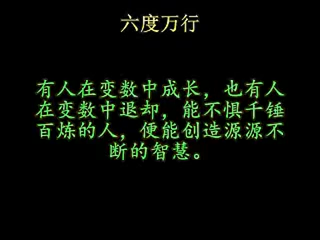 六度万行
有人在变数中成长，也有人
在变数中退却，能不惧千锤
百炼的人，便能创造源源不
断的智慧。